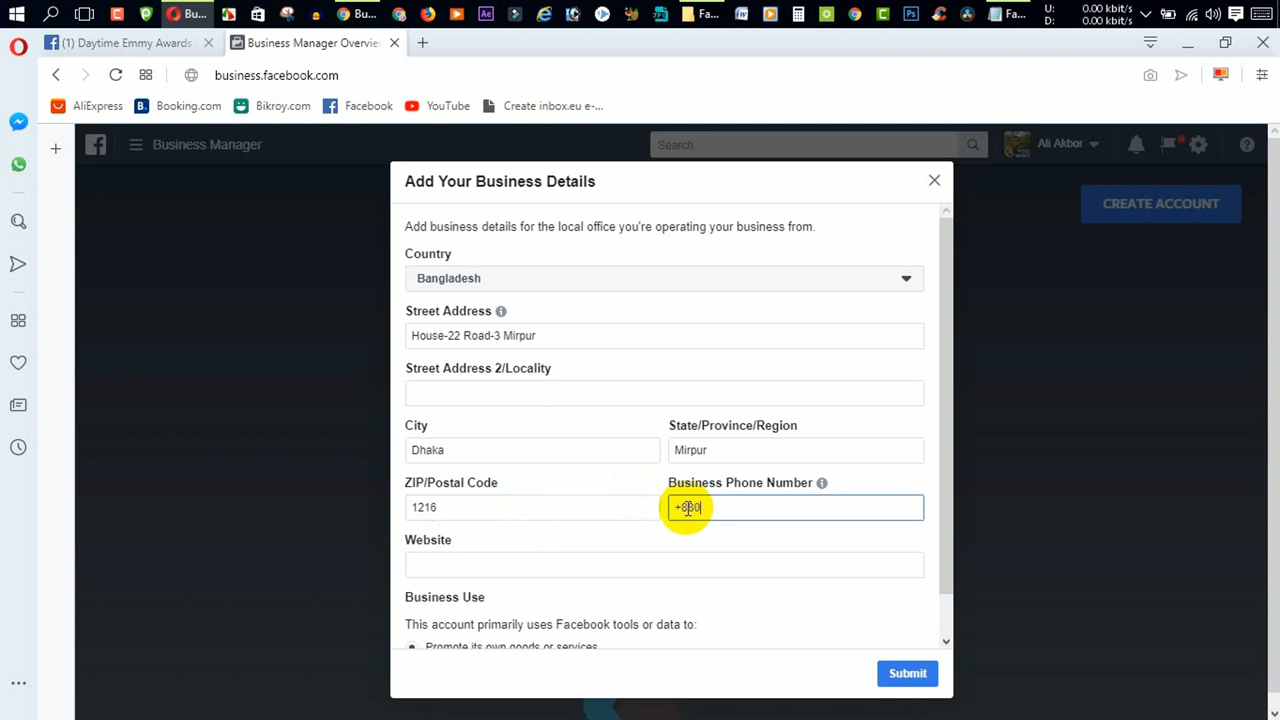 Bu...
Bu...
Fa...
Fa...
U: 0.00 kbit/s
D: 0.00 kbit/s
(1) Daytime Emmy Awards
Business Manager Overvie
business.facebook.com
AliExpress
Booking.com
Bikroy.com
Facebook
YouTube
Create inbox.eu e-...
Business Manager
Search
Ali Akbor
CREATE ACCOUNT
Add Your Business Details
Add business details for the local office you're operating your business from.
Country
Bangladesh
Street Address
House-22 Road-3 Mirpur
Street Address 2/Locality
City
State/Province/Region
Dhaka
Mirpur
ZIP/Postal Code
Business Phone Number
1216
+880
Website
Business Use
This account primarily uses Facebook tools or data to:
Promote its own goods or services
Submit